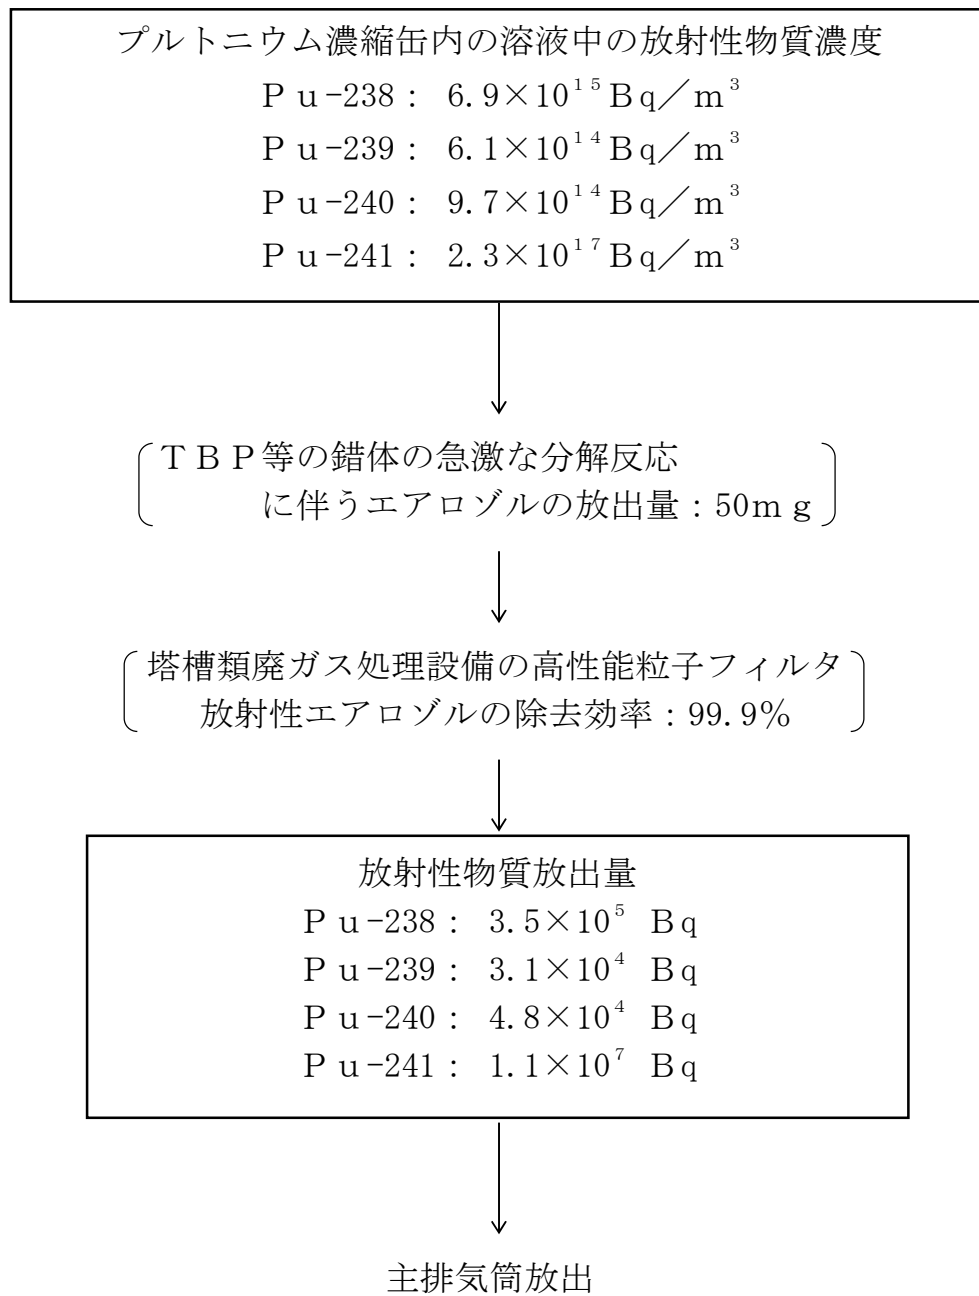 プルトニウム濃縮缶内の溶液中の放射性物質濃度
Ｐｕ-238： 6.9×10¹⁵Ｂq／ｍ³
Ｐｕ-239： 6.1×10¹⁴Ｂq／ｍ³
Ｐｕ-240： 9.7×10¹⁴Ｂq／ｍ³
Ｐｕ-241： 2.3×10¹⁷Ｂq／ｍ³
ＴＢＰ等の錯体の急激な分解反応
に伴うエアロゾルの放出量：50ｍｇ
塔槽類廃ガス処理設備の高性能粒子フィルタ
放射性エアロゾルの除去効率：99.9％
放射性物質放出量
Ｐｕ-238： 3.5×10⁵ Ｂq
Ｐｕ-239： 3.1×10⁴ Ｂq
Ｐｕ-240： 4.8×10⁴ Ｂq
Ｐｕ-241： 1.1×10⁷ Ｂq
主排気筒放出